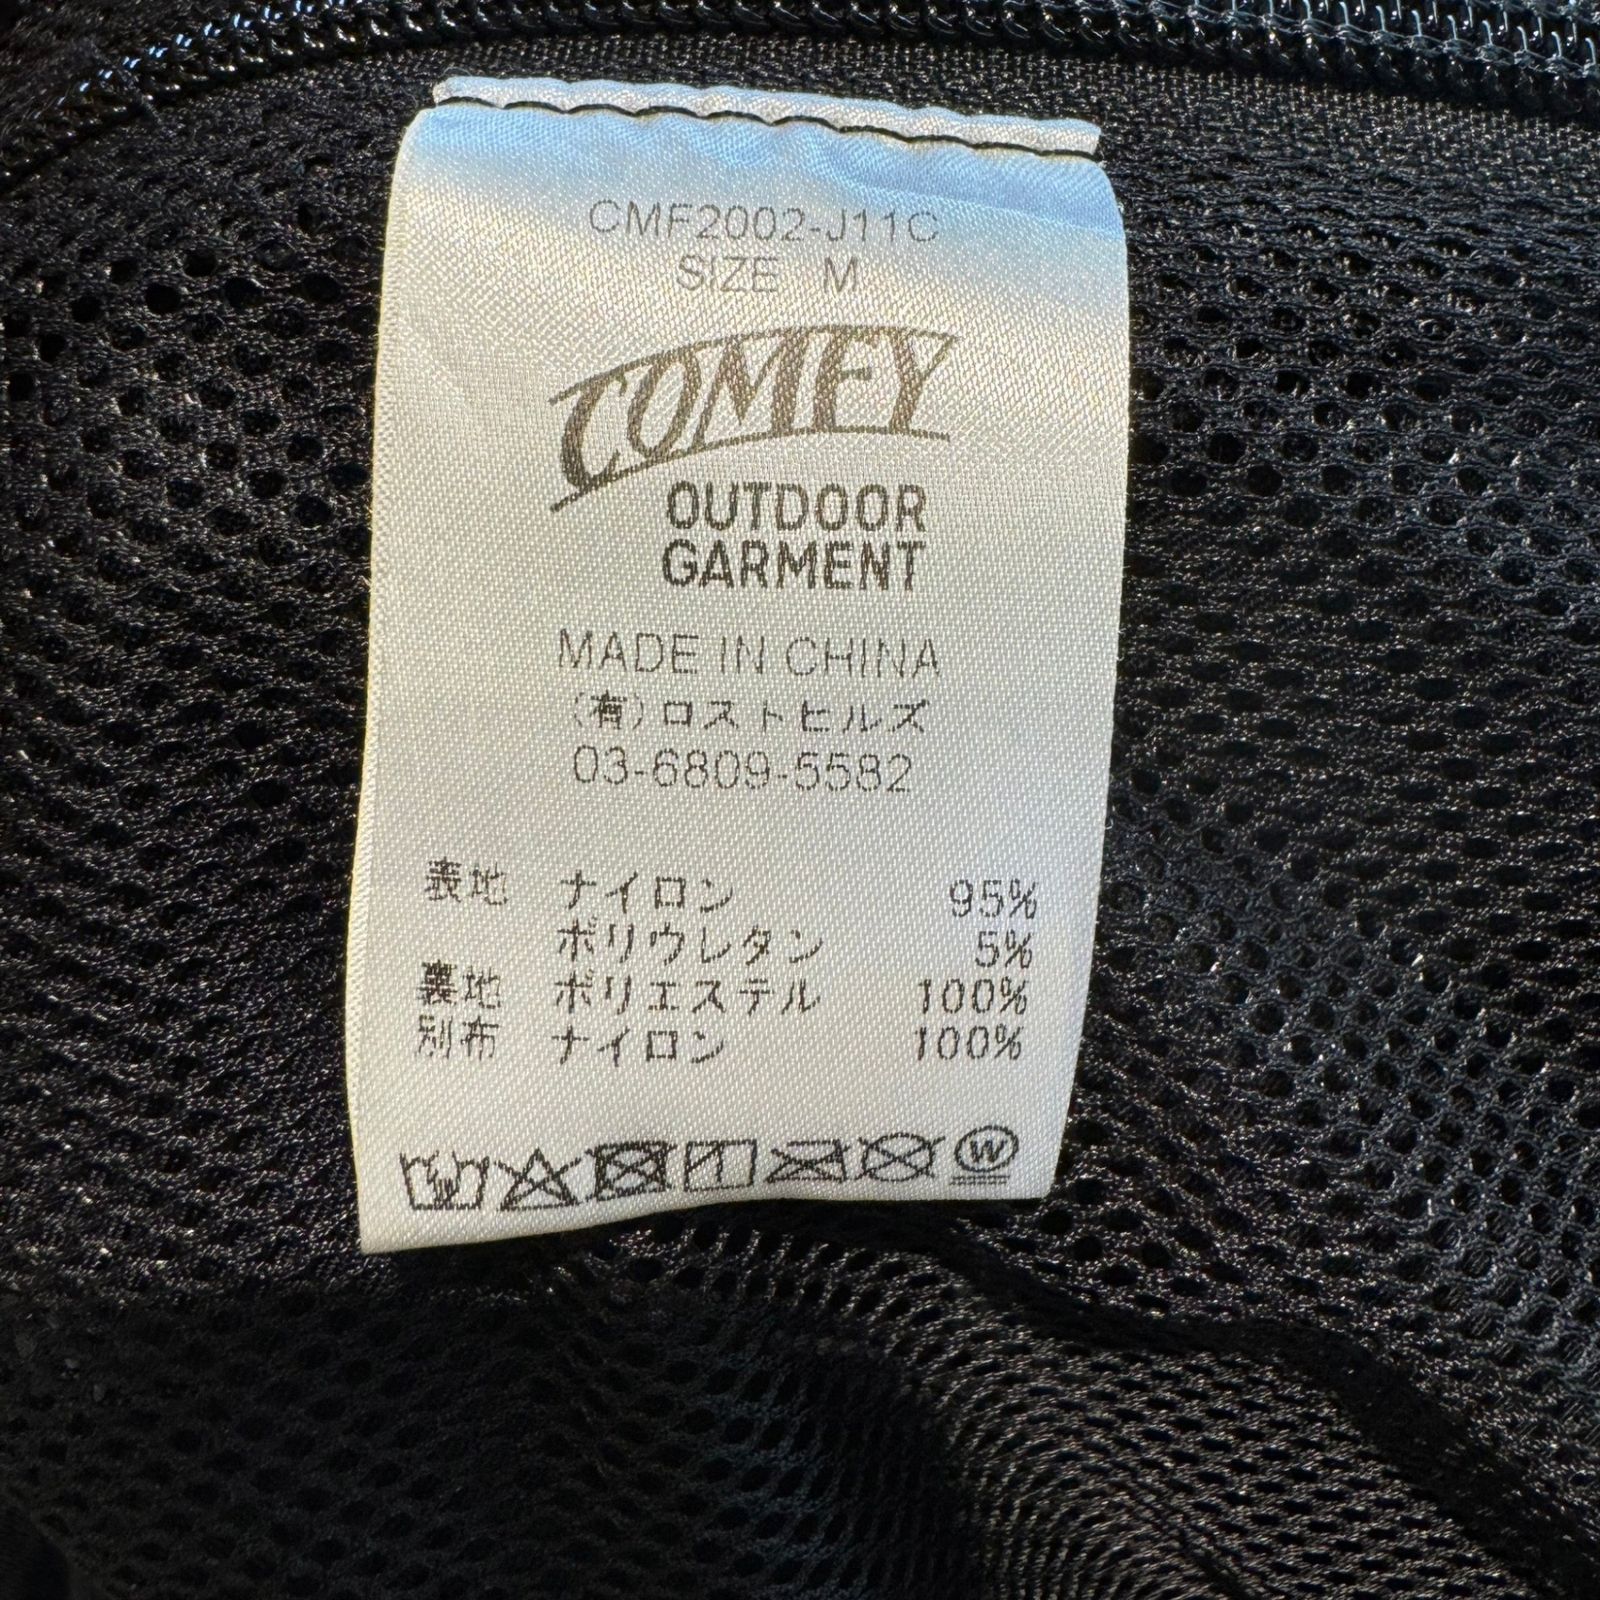 CMF2002-J11C
SIZE M
COMFY
OUTDOOR
GARMENT
MADE IN CHINA
(有)ロストヒルズ
03-6809-5582
表地 ナイロン 95%
ポリウレタン 5%
裏地 ポリエステル 100%
別布 ナイロン 100%
W